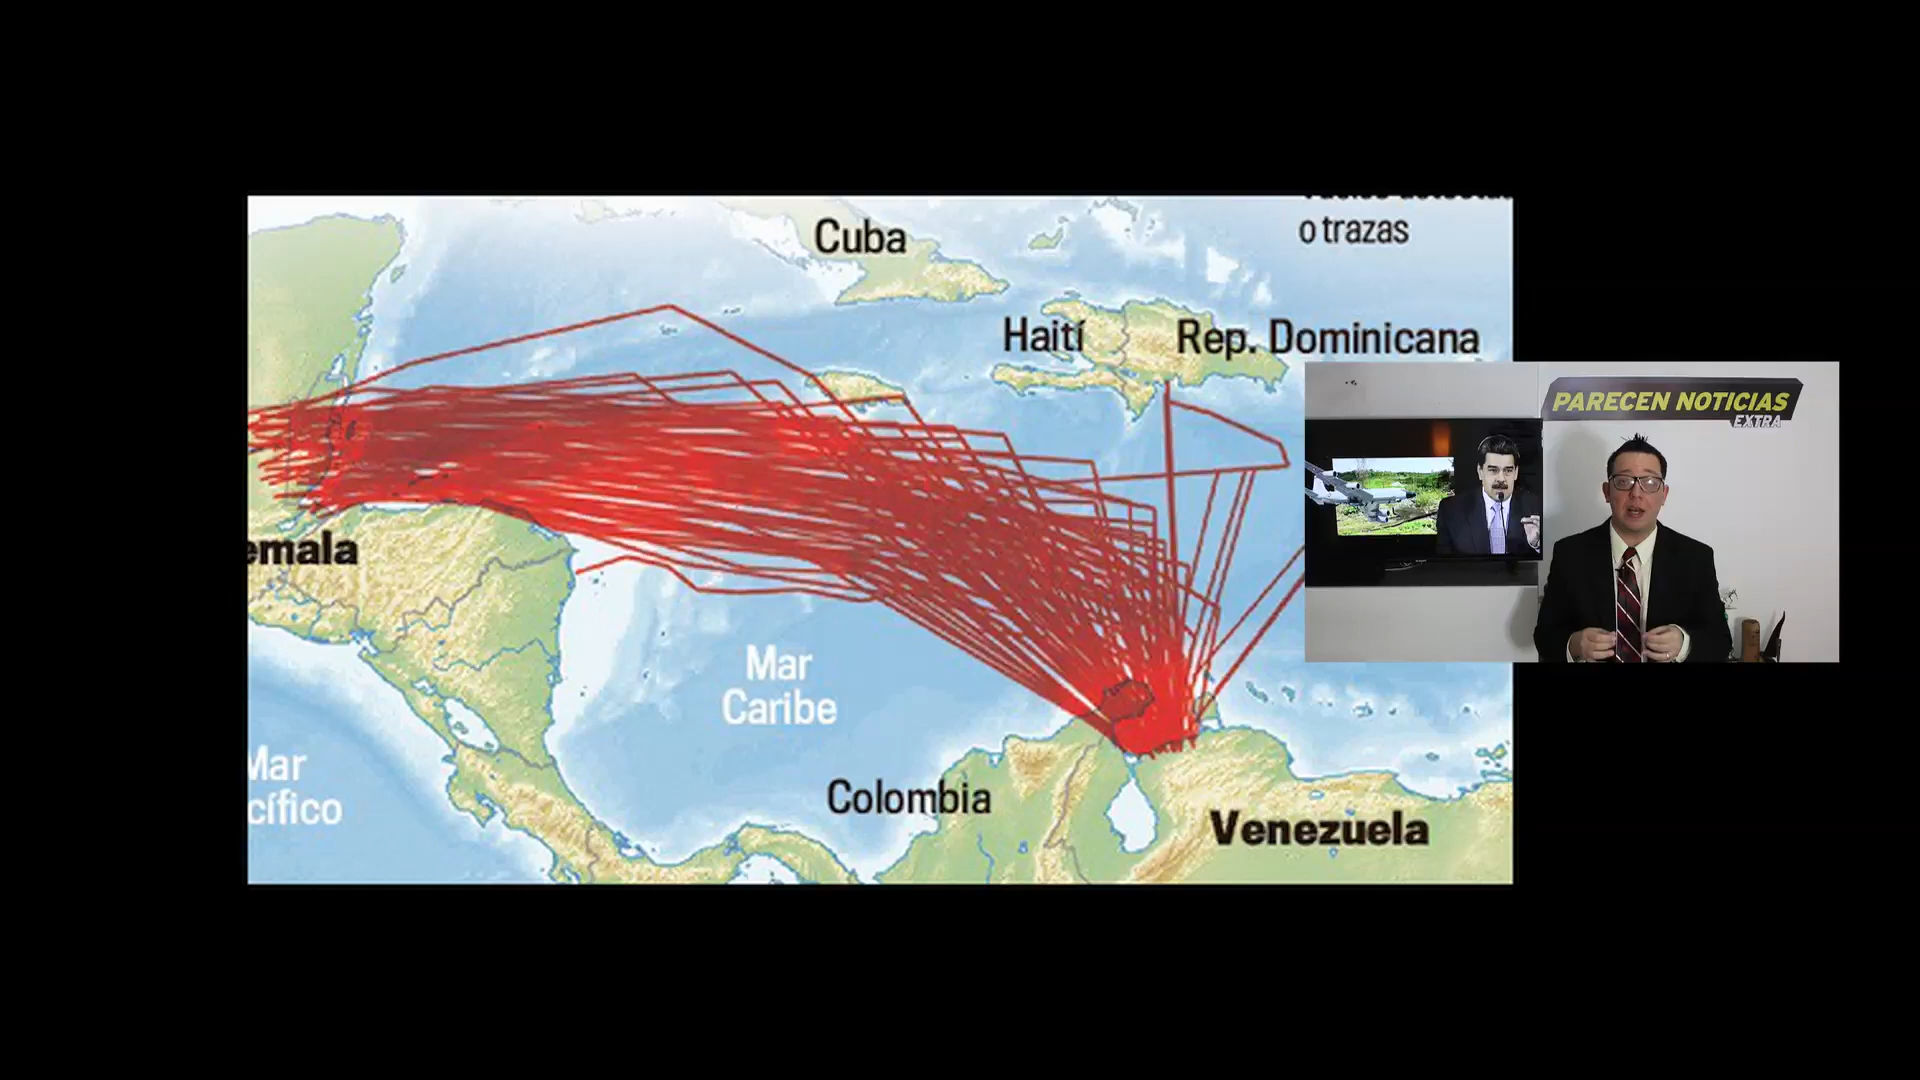 o trazas
Cuba
Haití
Rep. Dominicana
PARECEN NOTICIAS
EXTRA
emala
Mar
Caribe
Mar
cífico
Colombia
Venezuela